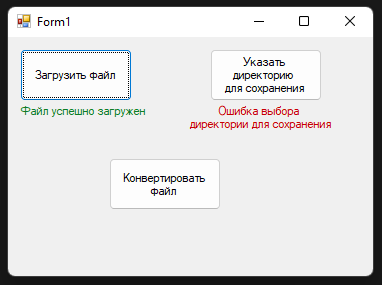 Form1
Загрузить файл
Указать
директорию
для сохранения
Файл успешно загружен
Ошибка выбора
директории для сохранения
Конвертировать
файл